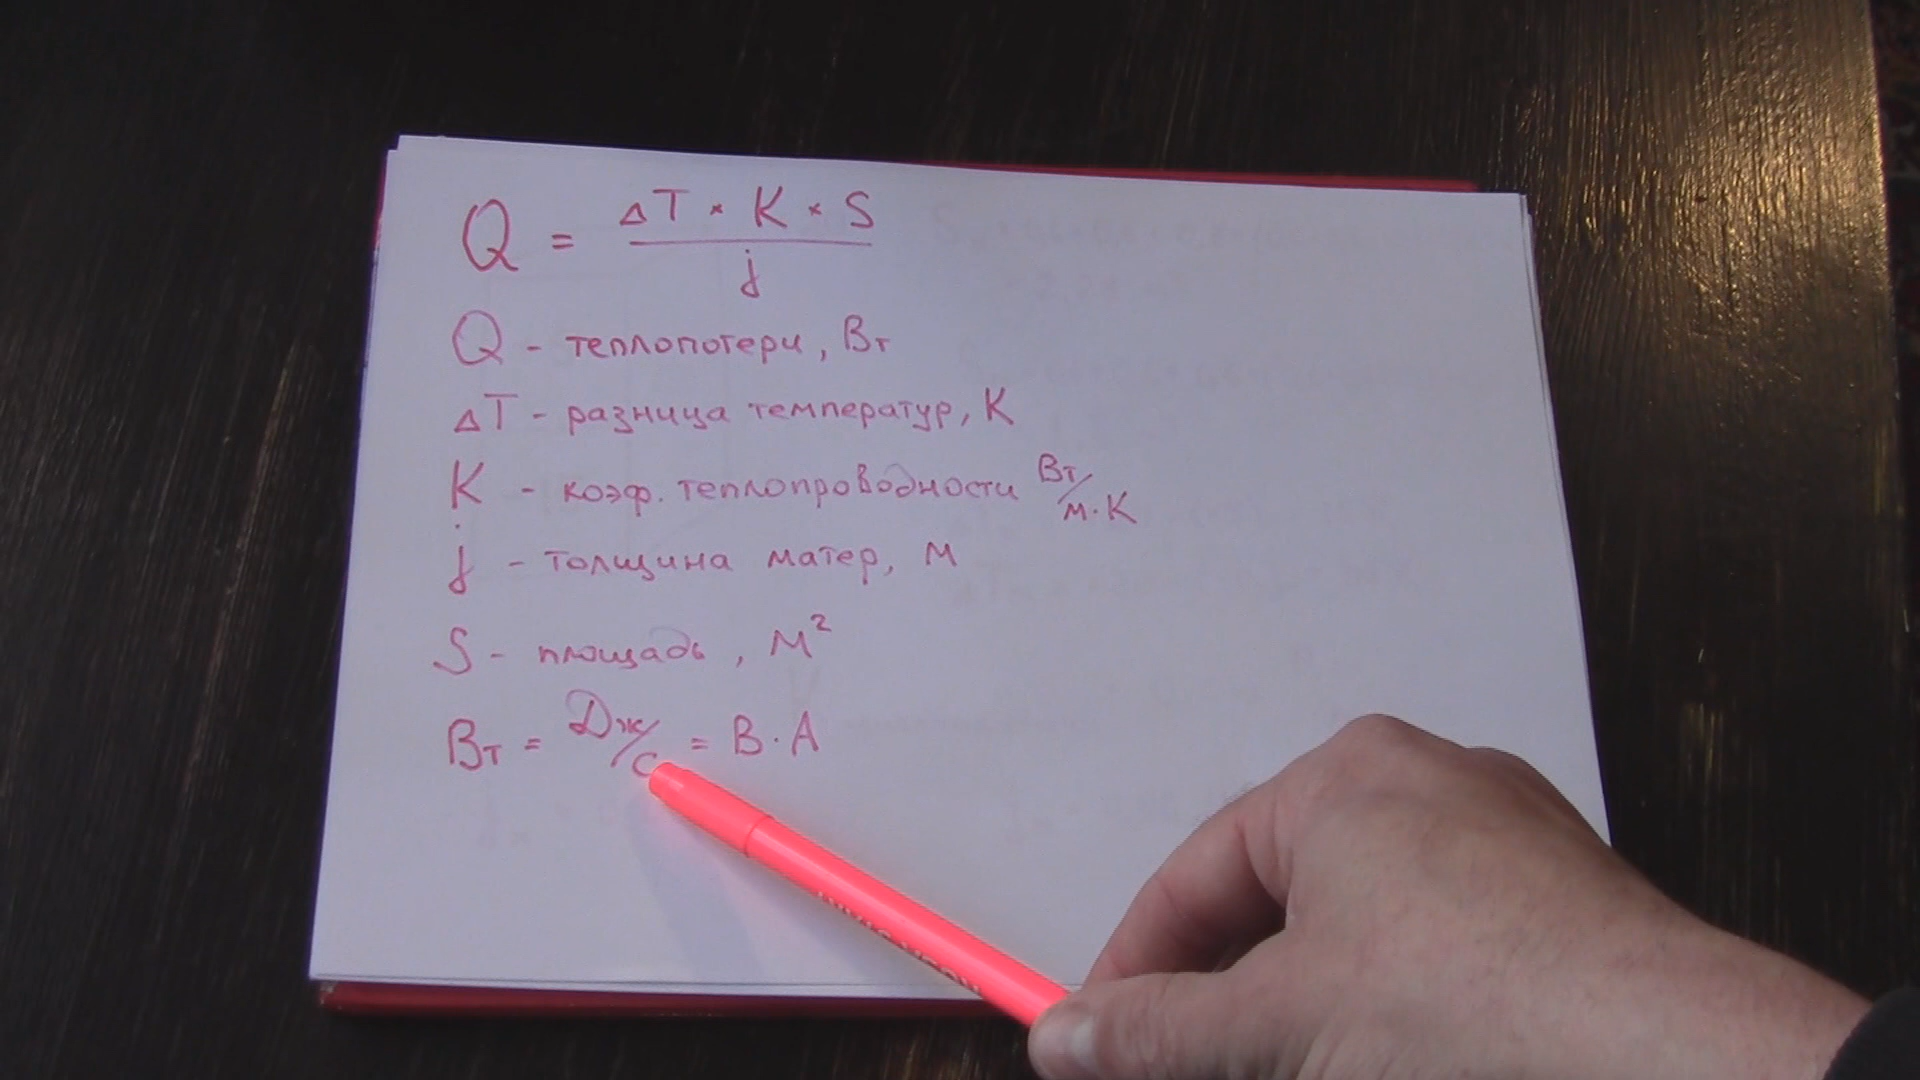 Q = ΔT × K × S / j
Q - теплопотери, Вт
ΔT - разница температур, К
K - коэф. теплопроводности Вт/м·К
j - толщина матер, м
S - площадь, м²
Вт = Дж/с = В·А